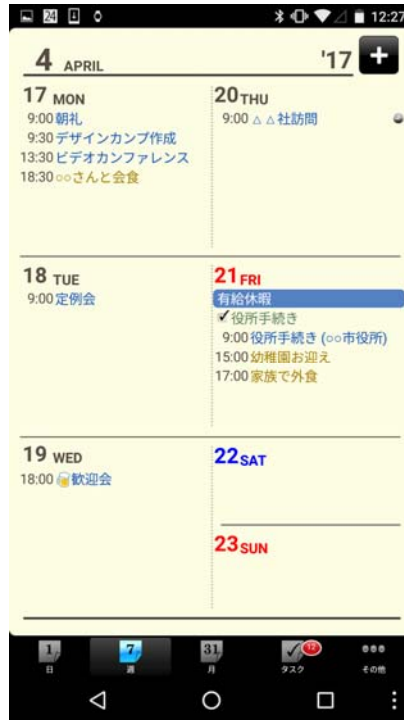 24
12:27
4 APRIL
'17
+
17 MON
9:00 朝礼
9:30 デザインカンプ作成
13:30 ビデオカンファレンス
18:30 ○○さんと会食
18 TUE
9:00 定例会
19 WED
18:00 歓迎会
20 THU
9:00 △△社訪問
21 FRI
有給休暇
役所手続き
9:00 役所手続き (○○市役所)
15:00 幼稚園お迎え
17:00 家族で外食
22 SAT
23 SUN
1
日
7
週
31
月
12
タスク
その他